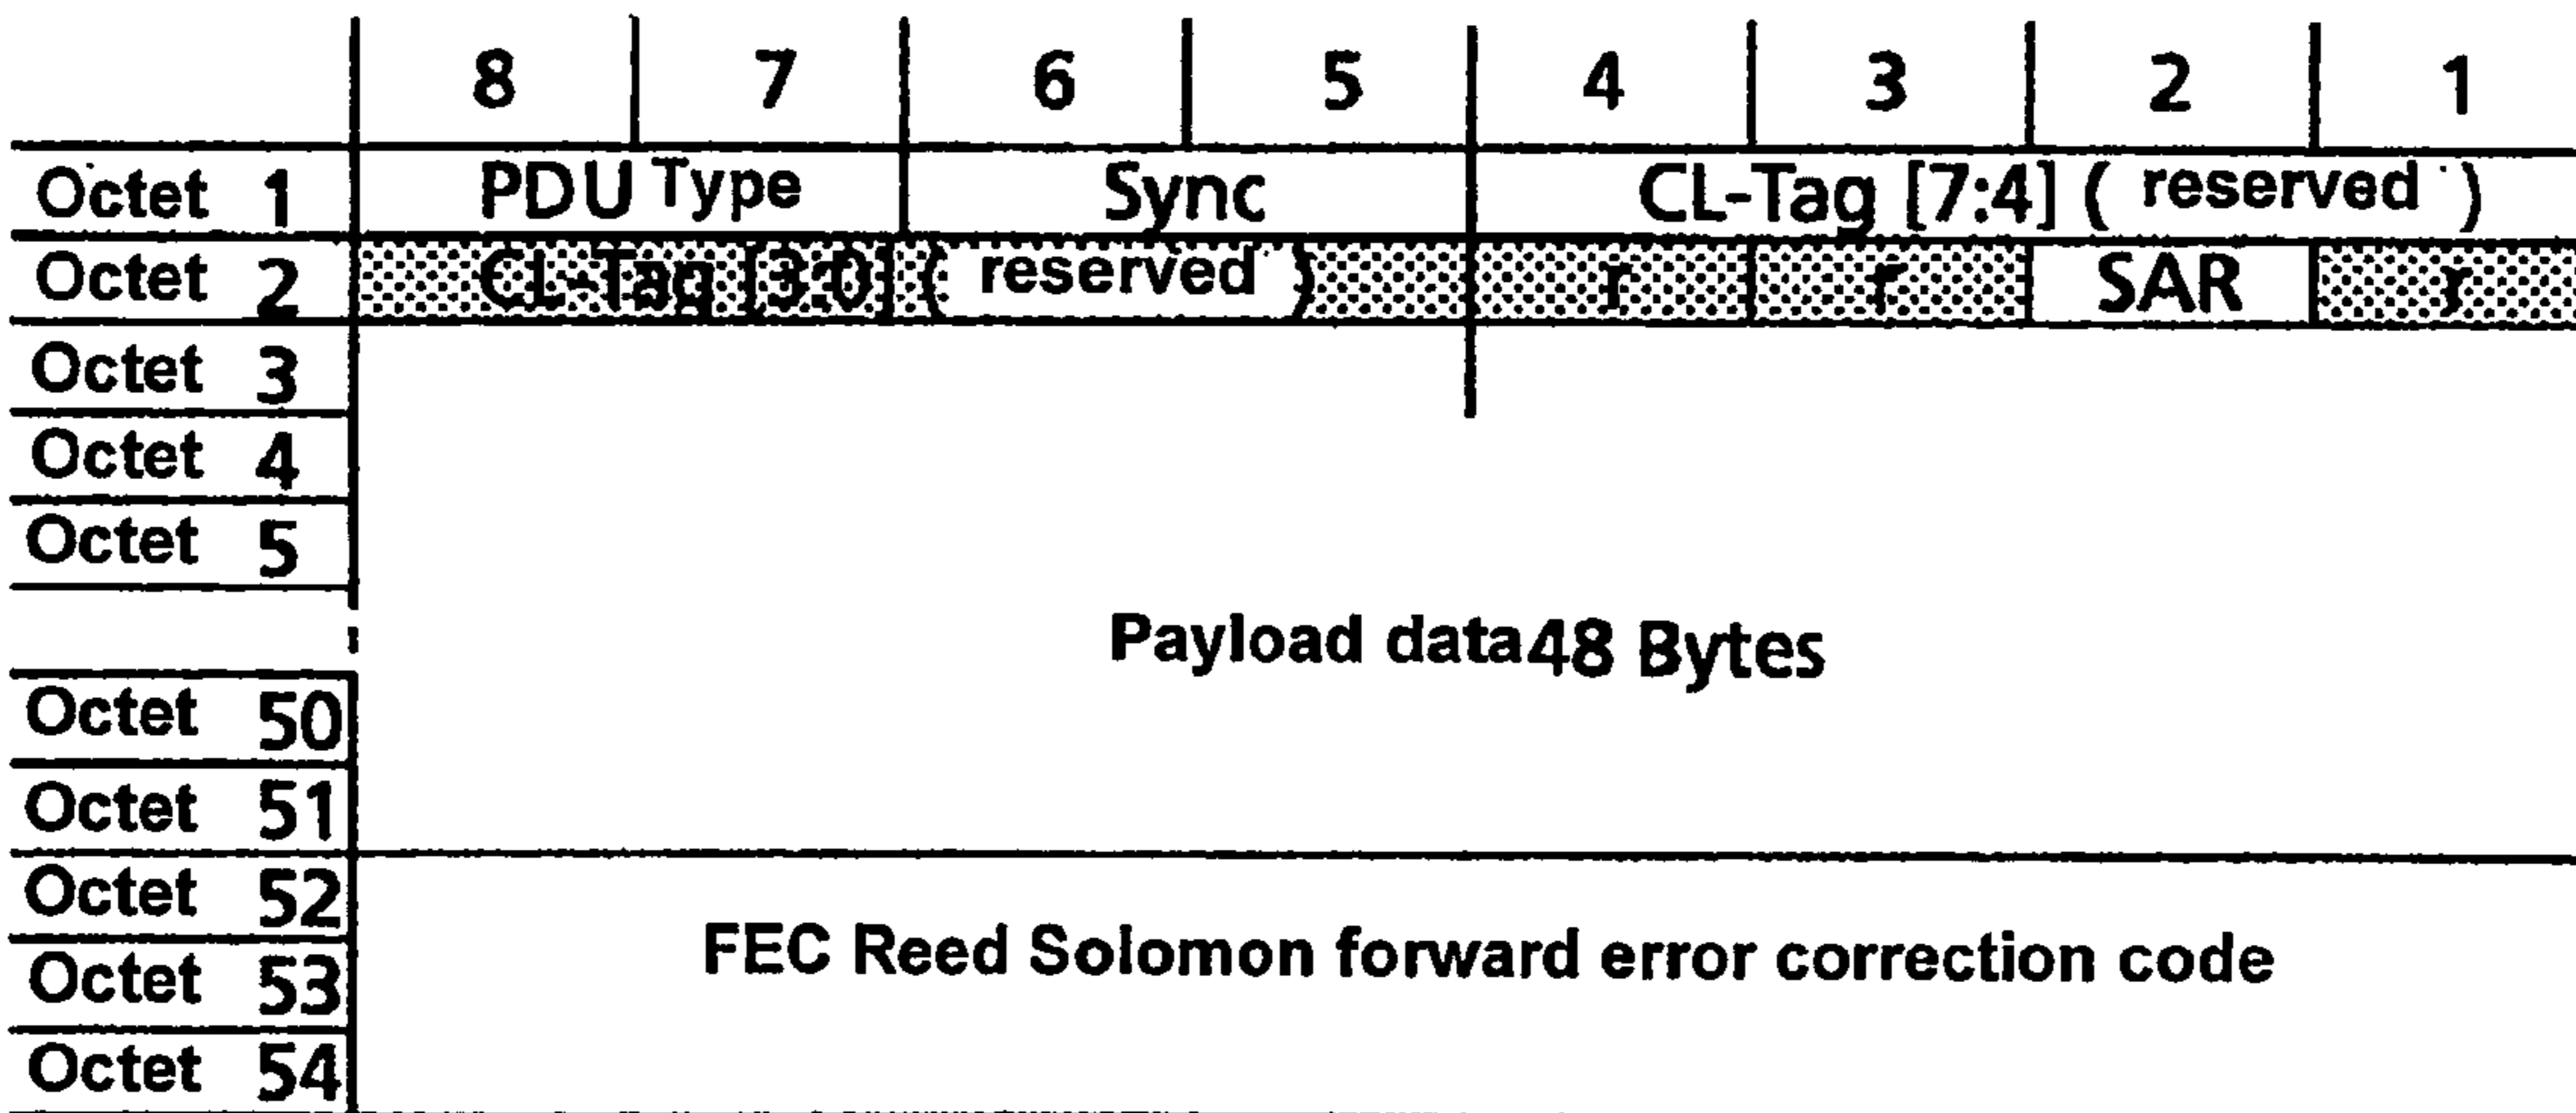 8 7 6 5 4 3 2 1
Octet 1 PDU Type Sync CL-Tag [7:4] ( reserved )
Octet 2 CL-Tag [3:0] ( reserved ) r r SAR r
Octet 3
Octet 4
Octet 5
Payload data 48 Bytes
Octet 50
Octet 51
Octet 52
FEC Reed Solomon forward error correction code
Octet 53
Octet 54